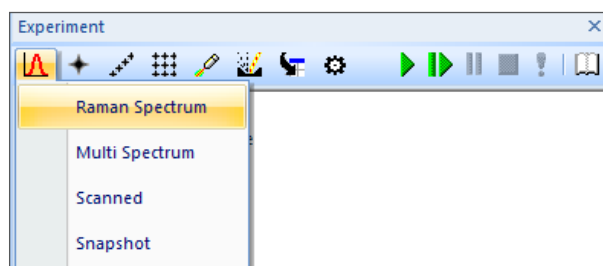 Experiment
Raman Spectrum
Multi Spectrum
Scanned
Snapshot